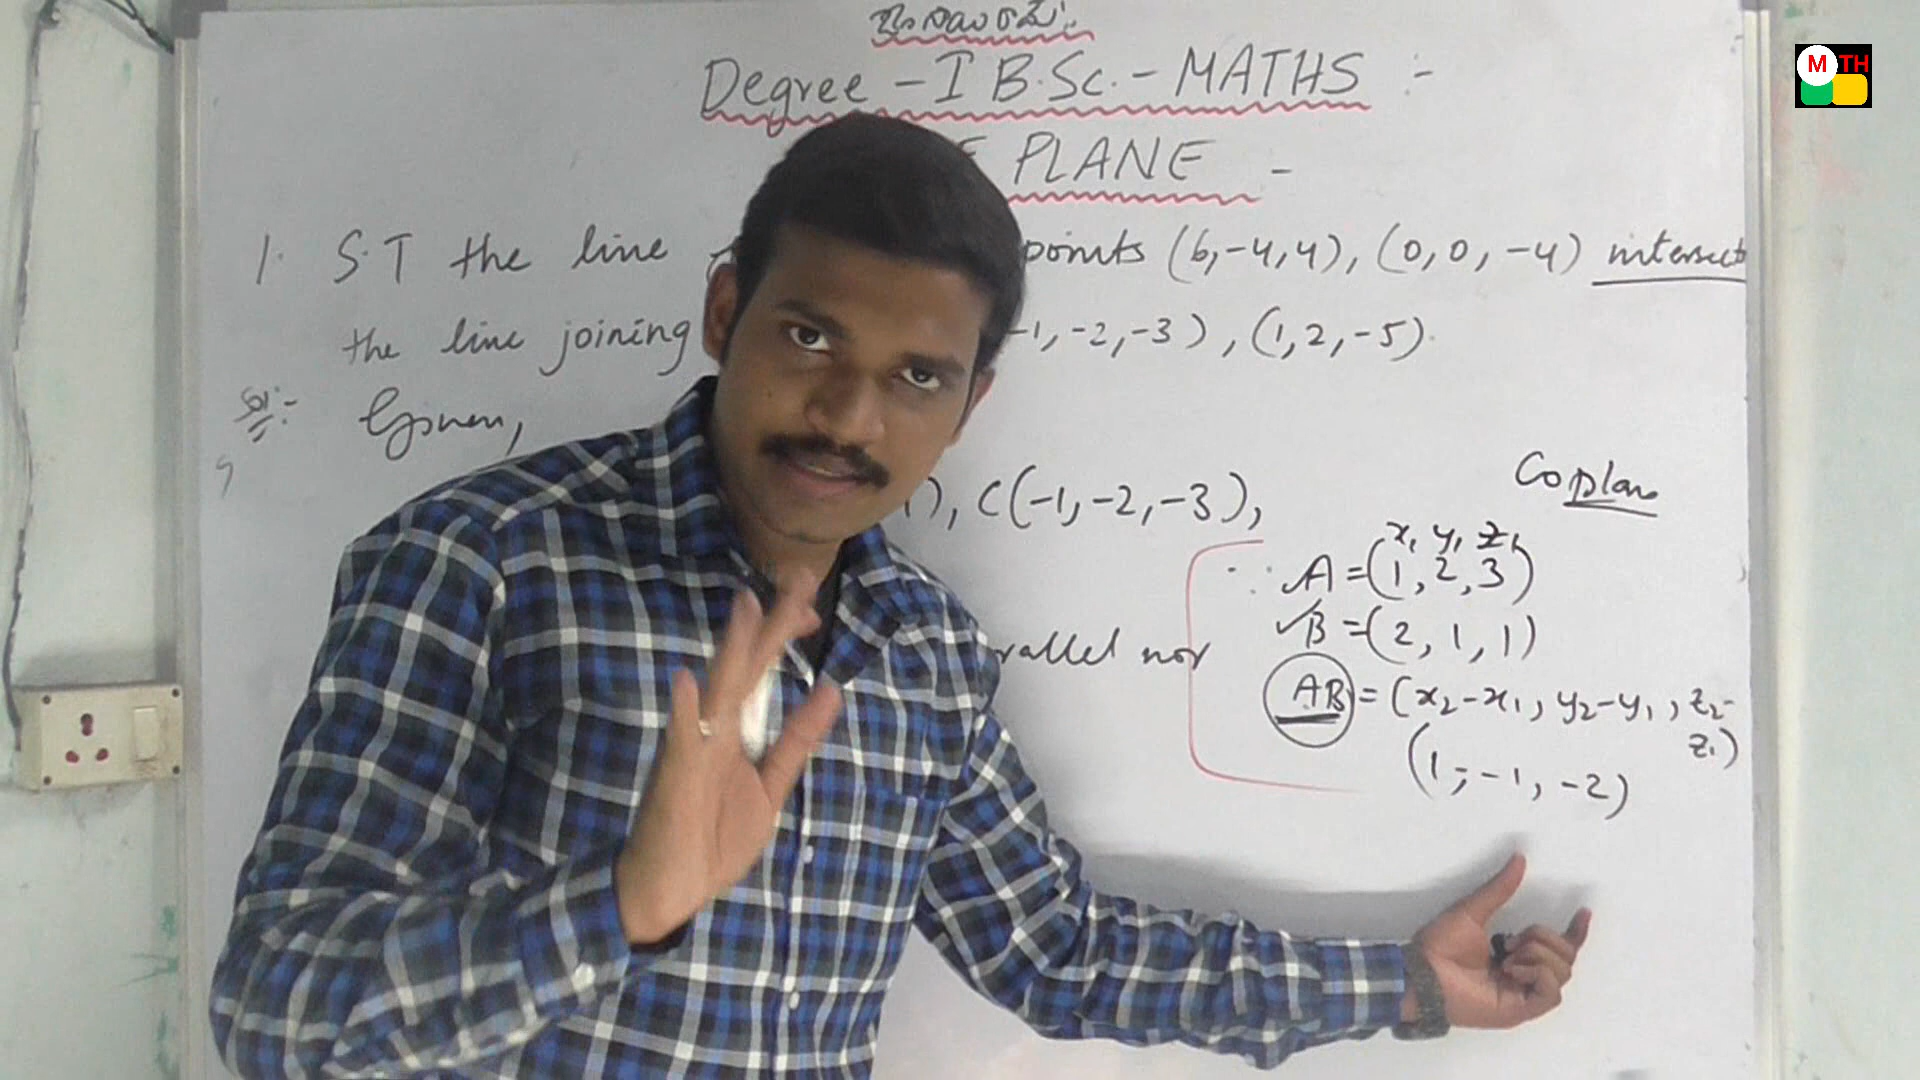 Degree - I B.Sc. - MATHS :-
PLANE -
1. S.T the line points (6,-4,4), (0,0,-4) intersect
the line joining -1,-2,-3), (1,2,-5).
Sol:- Given,
), C(-1,-2,-3),
Coplan
x₁ y₁ z₁
∴ A=(1,2,3)
✓B=(2,1,1)
rallel nor
AB=(x₂-x₁, y₂-y₁, z₂-
z₁)
(1,-1,-2)
MTH